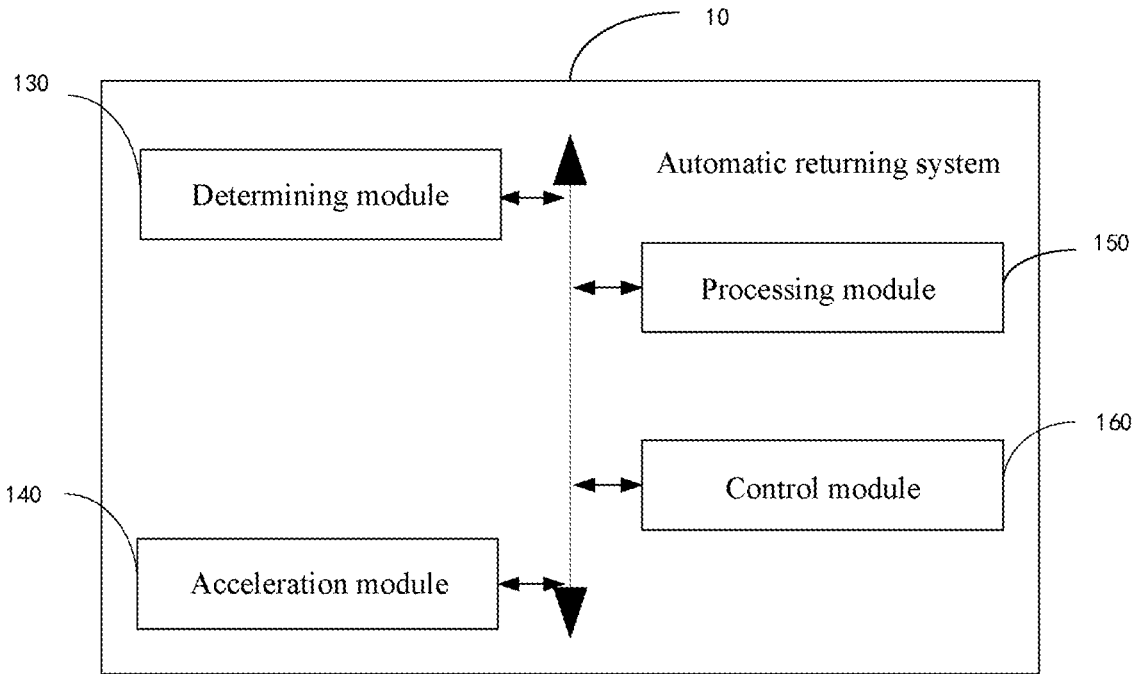 10
130
Determining module
Automatic returning system
150
Processing module
160
Control module
140
Acceleration module